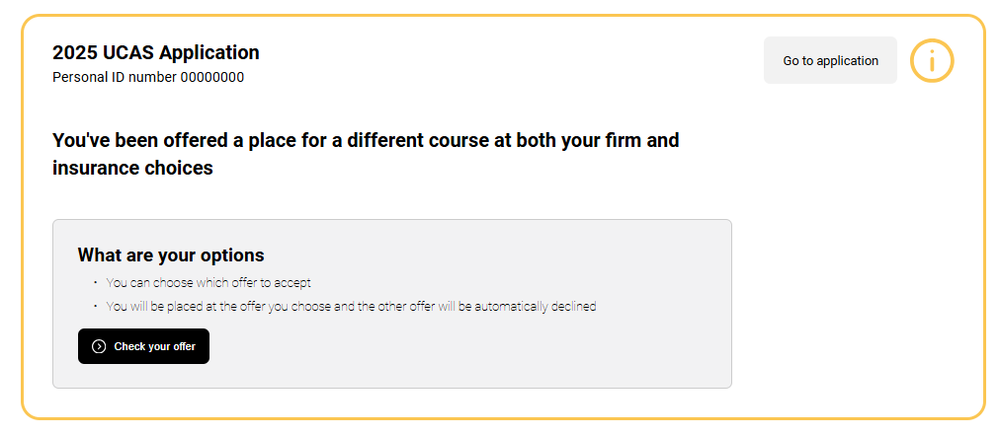 2025 UCAS Application
Personal ID number 00000000
Go to application
i
You've been offered a place for a different course at both your firm and
insurance choices
What are your options
• You can choose which offer to accept
• You will be placed at the offer you choose and the other offer will be automatically declined
Check your offer